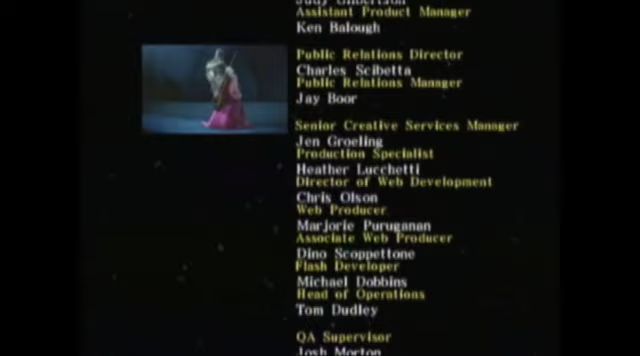 Judy Gilbertson
Assistant Product Manager
Ken Balough
Public Relations Director
Charles Scibetta
Public Relations Manager
Jay Boor
Senior Creative Services Manager
Jen Groeling
Production Specialist
Heather Lucchetti
Director of Web Development
Chris Olson
Web Producer
Marjorie Puruganan
Associate Web Producer
Dino Scoppettone
Flash Developer
Michael Dobbins
Head of Operations
Tom Dudley
QA Supervisor
Josh Morton